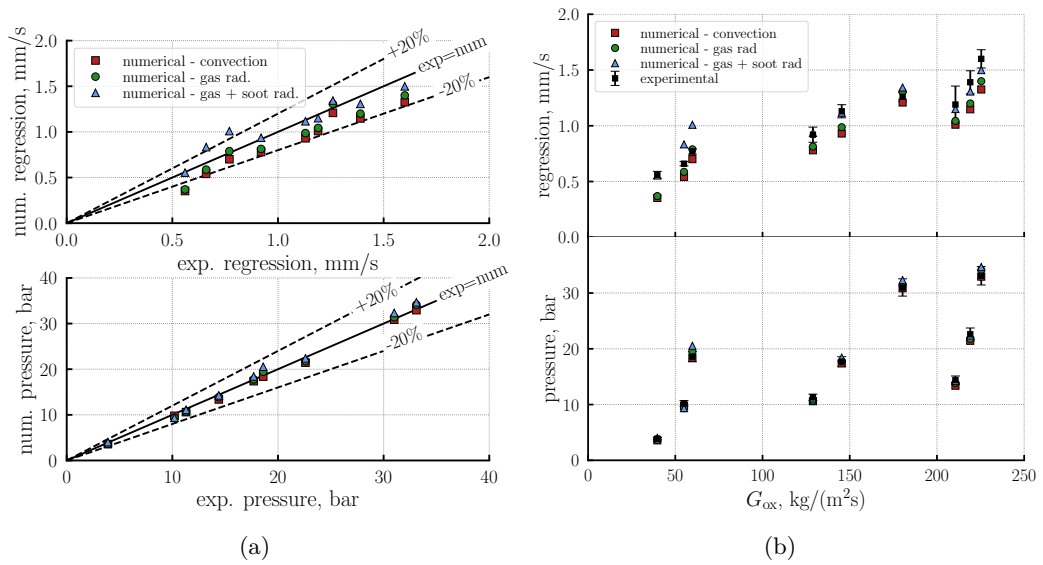 2.0
1.5
1.0
0.5
0.0
num. regression, mm/s
numerical - convection
numerical - gas rad.
numerical - gas + soot rad.
+20%
exp=num
-20%
0.0 0.5 1.0 1.5 2.0
exp. regression, mm/s
40
30
20
10
0
num. pressure, bar
+20%
exp=num
-20%
0 10 20 30 40
exp. pressure, bar
(a)
2.0
1.5
1.0
0.5
0.0
regression, mm/s
numerical - convection
numerical - gas rad
numerical - gas + soot rad
experimental
30
20
10
0
pressure, bar
0 50 100 150 200 250
G_ox, kg/(m²s)
(b)